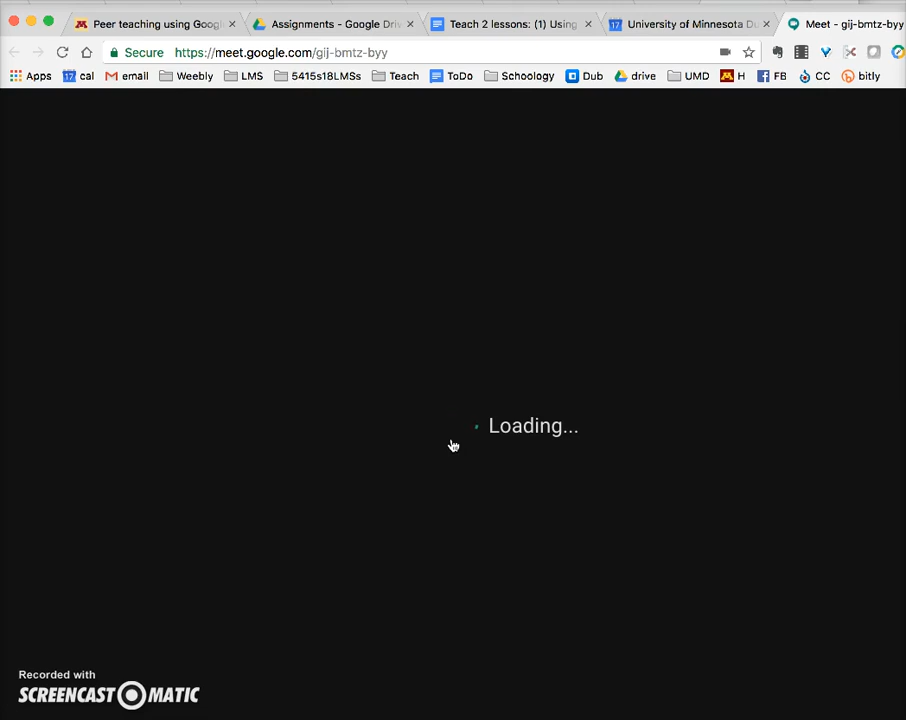 Peer teaching using Googl
Assignments - Google Driv
Teach 2 lessons: (1) Using
University of Minnesota Du
Meet - gij-bmtz-byy
Secure https://meet.google.com/gij-bmtz-byy
Apps 17 cal email Weebly LMS 5415s18LMSs Teach ToDo Schoology Dub drive UMD H FB CC bitly
Loading...
Recorded with
SCREENCAST MATIC